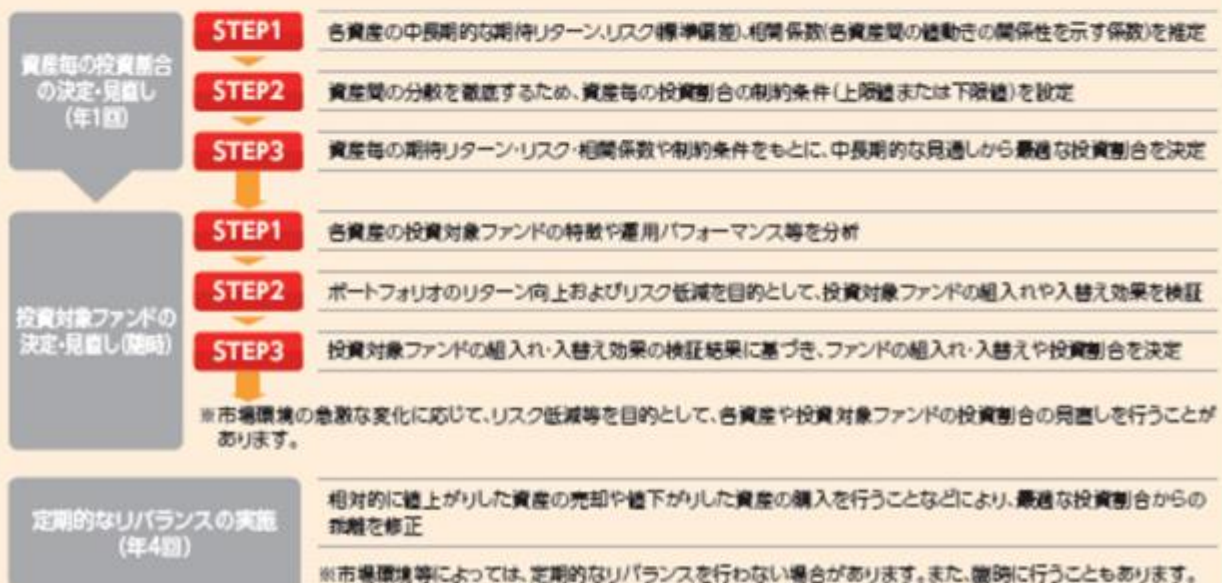 資産毎の投資割合
の決定・見直し
(年1回)
STEP1
各資産の中長期的な期待リターン、リスク(標準偏差)、相関係数(各資産間の値動きの関係性を示す係数)を推定
STEP2
資産間の分散を徹底するため、資産毎の投資割合の制約条件(上限値または下限値)を設定
STEP3
資産毎の期待リターン・リスク・相関係数や制約条件をもとに、中長期的な見通しから最適な投資割合を決定
投資対象ファンドの
決定・見直し(随時)
STEP1
各資産の投資対象ファンドの特徴や運用パフォーマンス等を分析
STEP2
ポートフォリオのリターン向上およびリスク低減を目的として、投資対象ファンドの組入れや入替え効果を検証
STEP3
投資対象ファンドの組入れ・入替え効果の検証結果に基づき、ファンドの組入れ・入替えや投資割合を決定
※市場環境の急激な変化に応じて、リスク低減等を目的として、各資産や投資対象ファンドの投資割合の見直しを行うことが
あります。
定期的なリバランスの実施
(年4回)
相対的に値上がりした資産の売却や値下がりした資産の購入を行うことなどにより、最適な投資割合からの
乖離を修正
※市場環境等によっては、定期的なリバランスを行わない場合があります。また、臨時に行うこともあります。